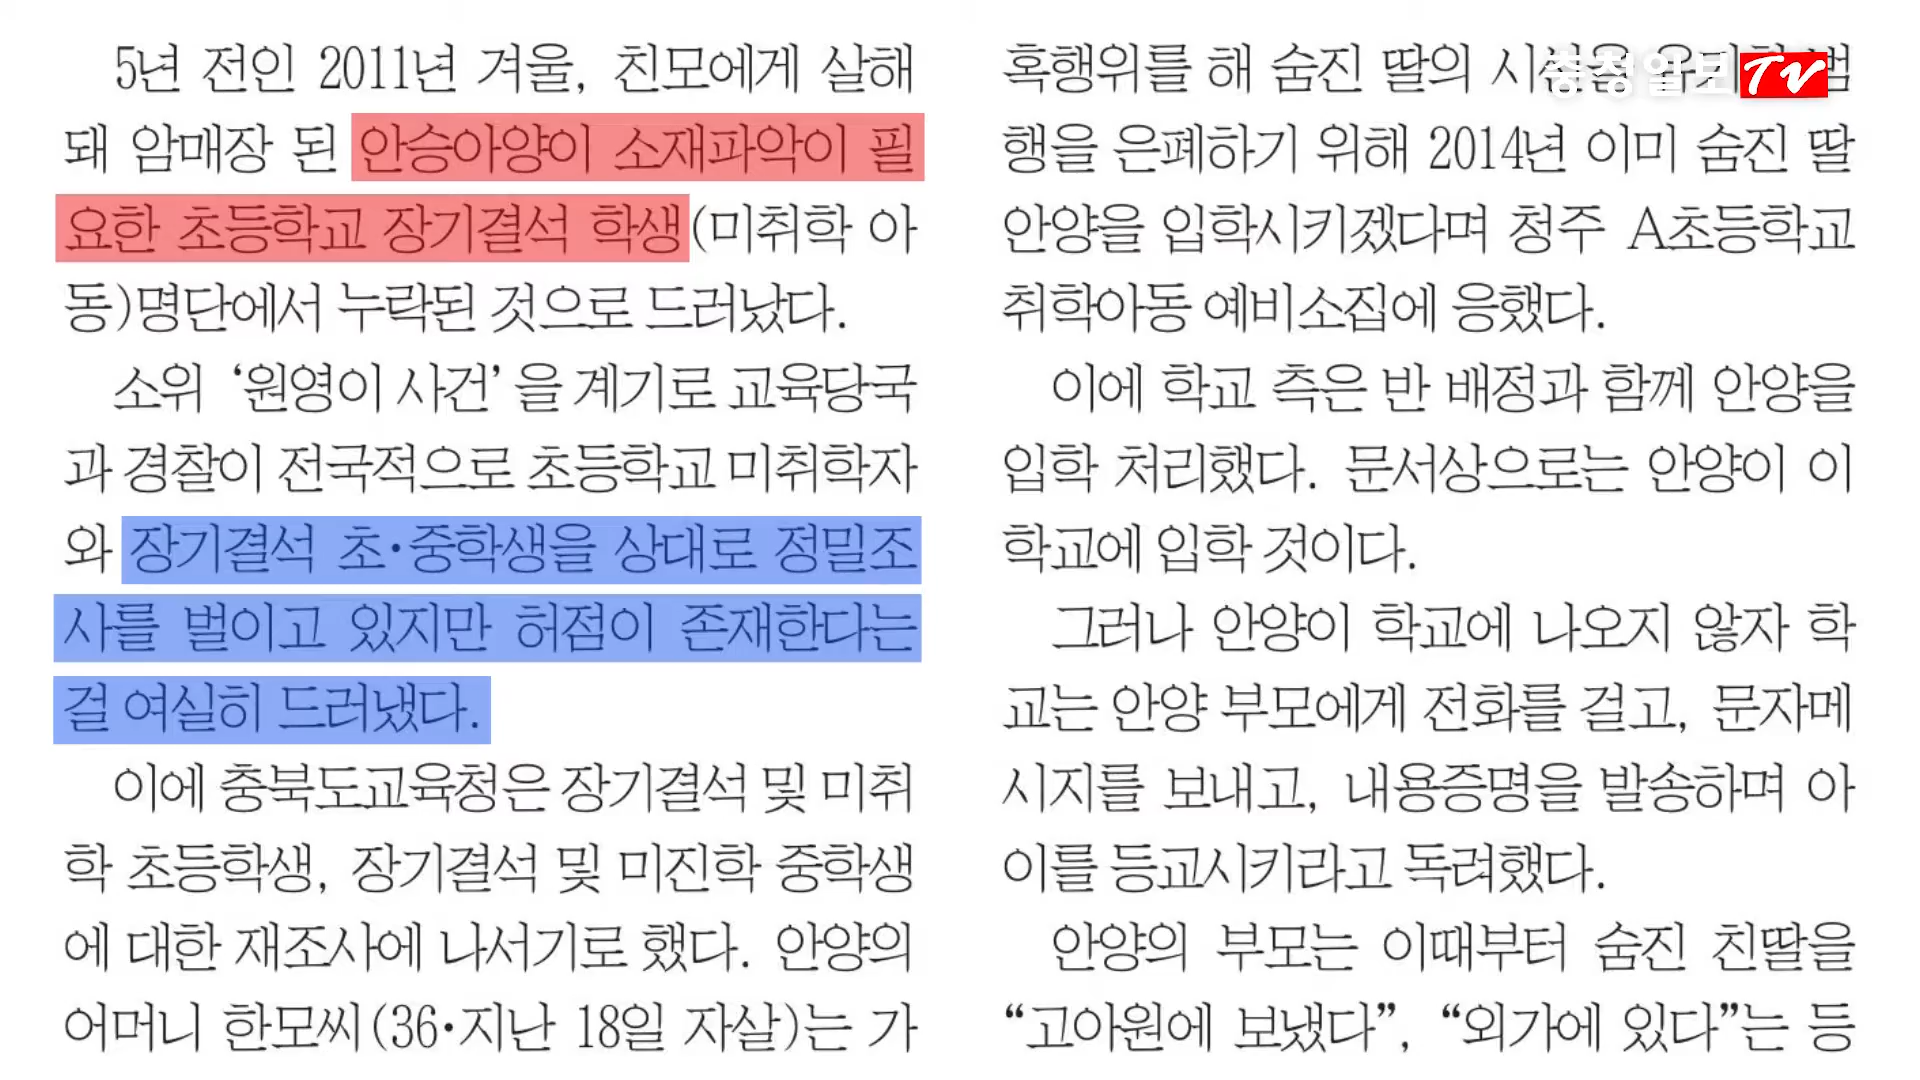 5년 전인 2011년 겨울, 친모에게 살해
돼 암매장 된 안승아양이 소재파악이 필
요한 초등학교 장기결석 학생(미취학 아
동)명단에서 누락된 것으로 드러났다.
소위 ‘원영이 사건’을 계기로 교육당국
과 경찰이 전국적으로 초등학교 미취학자
와 장기결석 초·중학생을 상대로 정밀조
사를 벌이고 있지만 허점이 존재한다는
걸 여실히 드러냈다.
이에 충북도교육청은 장기결석 및 미취
학 초등학생, 장기결석 및 미진학 중학생
에 대한 재조사에 나서기로 했다. 안양의
어머니 한모씨(36·지난 18일 자살)는 가
혹행위를 해 숨진 딸의 시신을 유기한 범
행을 은폐하기 위해 2014년 이미 숨진 딸
안양을 입학시키겠다며 청주 A초등학교
취학아동 예비소집에 응했다.
이에 학교 측은 반 배정과 함께 안양을
입학 처리했다. 문서상으로는 안양이 이
학교에 입학 것이다.
그러나 안양이 학교에 나오지 않자 학
교는 안양 부모에게 전화를 걸고, 문자메
시지를 보내고, 내용증명을 발송하며 아
이를 등교시키라고 독려했다.
안양의 부모는 이때부터 숨진 친딸을
“고아원에 보냈다”, “외가에 있다”는 등
충청일보TV